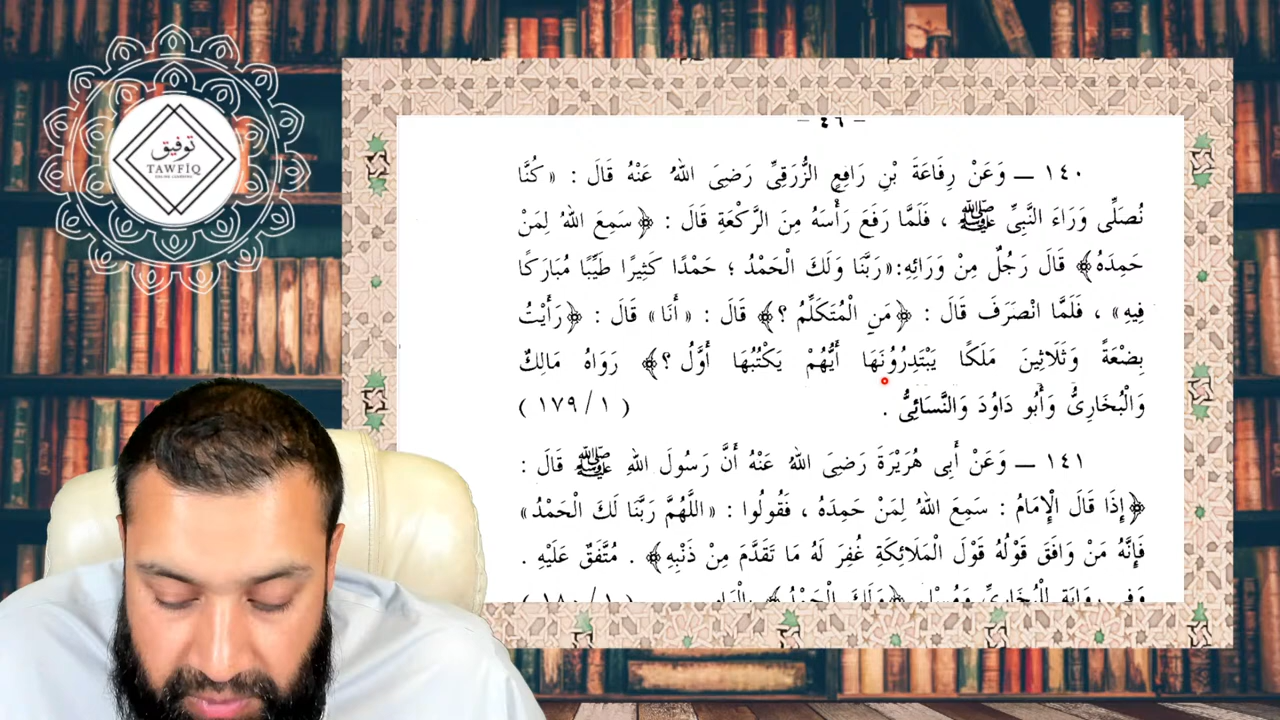 توفيق
TAWFĪQ
ONLINE LEARNING
– ٤٦ –
١٤٠ — وَعَنْ رِفَاعَةَ بْنِ رَافِعٍ الزُّرَقِىِّ رَضِىَ اللهُ عَنْهُ قَالَ : « كُنَّا
نُصَلِّى وَرَاءَ النَّبِىِّ ﷺ ، فَلَمَّا رَفَعَ رَأْسَهُ مِنَ الرَّكْعَةِ قَالَ : ﴿ سَمِعَ اللهُ لِمَنْ
حَمِدَهُ ﴾ قَالَ رَجُلٌ مِنْ وَرَائِهِ: « رَبَّنَا وَلَكَ الْحَمْدُ ؛ حَمْدًا كَثِيرًا طَيِّبًا مُبَارَكًا
فِيهِ » ، فَلَمَّا انْصَرَفَ قَالَ : ﴿ مَنِ الْمُتَكَلِّمُ ؟ ﴾ قَالَ : « أَنَا » قَالَ : ﴿ رَأَيْتُ
بِضْعَةً وَثَلَاثِينَ مَلَكًا يَبْتَدِرُوُنَهَا أَيُّهُمْ يَكْتُبُهَا أَوَّلُ ؟ ﴾ رَوَاهُ مَالِكٌ
وَالْبُخَارِىُّ وَأَبُو دَاوُدَ وَالنَّسَائِىُّ . ( ١ / ١٧٩ )
١٤١ — وَعَنْ أَبِى هُرَيْرَةَ رَضِىَ اللهُ عَنْهُ أَنَّ رَسُولَ اللهِ ﷺ قَالَ :
﴿ إِذَا قَالَ الْإِمَامُ : سَمِعَ اللهُ لِمَنْ حَمِدَهُ ، فَقُولُوا : « اللَّهُمَّ رَبَّنَا لَكَ الْحَمْدُ »
فَإِنَّهُ مَنْ وَافَقَ قَوْلُهُ قَوْلَ الْمَلَائِكَةِ غُفِرَ لَهُ مَا تَقَدَّمَ مِنْ ذَنْبِهِ ﴾ . مُتَّفَقٌ عَلَيْهِ .